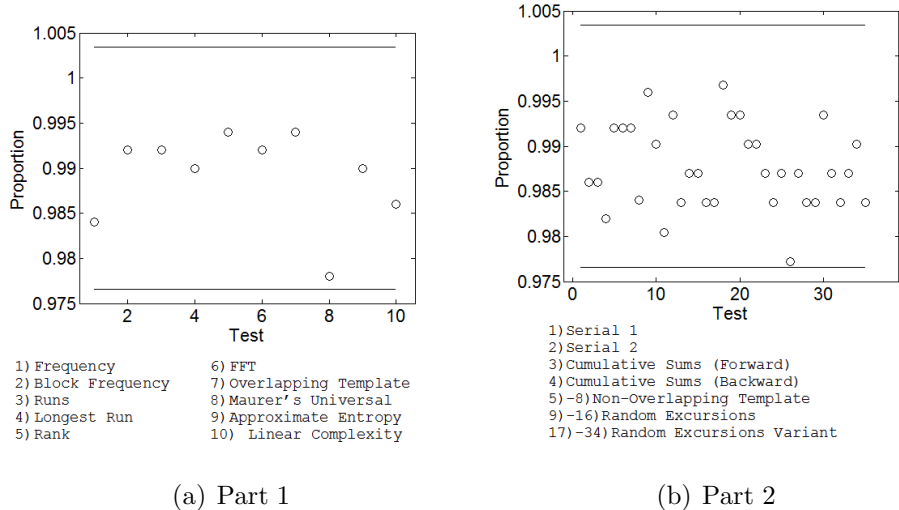 1.005
1
0.995
0.99
0.985
0.98
0.975
Proportion
2 4 6 8 10
Test
1)Frequency
2)Block Frequency
3)Runs
4)Longest Run
5)Rank
6)FFT
7)Overlapping Template
8)Maurer's Universal
9)Approximate Entropy
10) Linear Complexity
(a) Part 1
1.005
1
0.995
0.99
0.985
0.98
0.975
Proportion
0 10 20 30
Test
1)Serial 1
2)Serial 2
3)Cumulative Sums (Forward)
4)Cumulative Sums (Backward)
5)-8)Non-Overlapping Template
9)-16)Random Excursions
17)-34)Random Excursions Variant
(b) Part 2